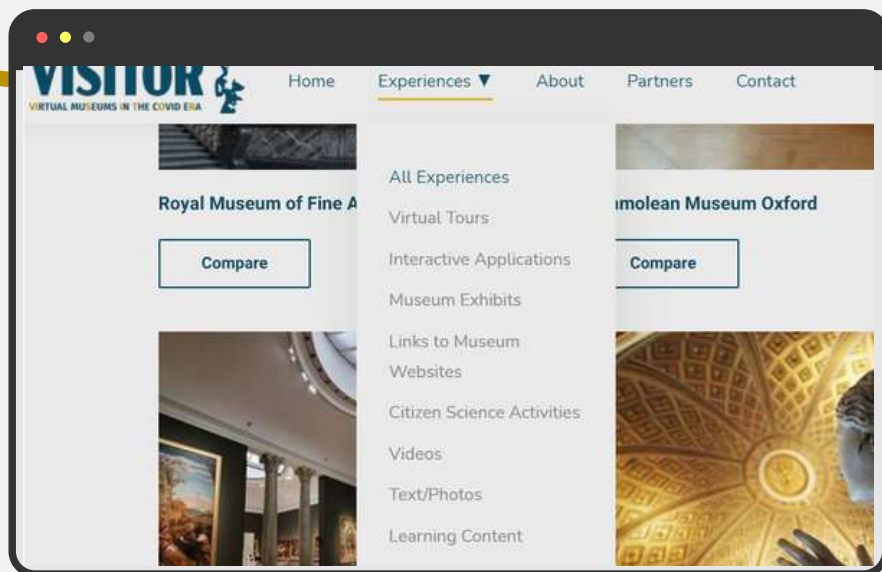 VISITOR
VIRTUAL MUSEUMS IN THE COVID ERA
Home Experiences ▼ About Partners Contact
Royal Museum of Fine A
Compare
All Experiences
Virtual Tours
Interactive Applications
Museum Exhibits
Links to Museum
Websites
Citizen Science Activities
Videos
Text/Photos
Learning Content
molean Museum Oxford
Compare